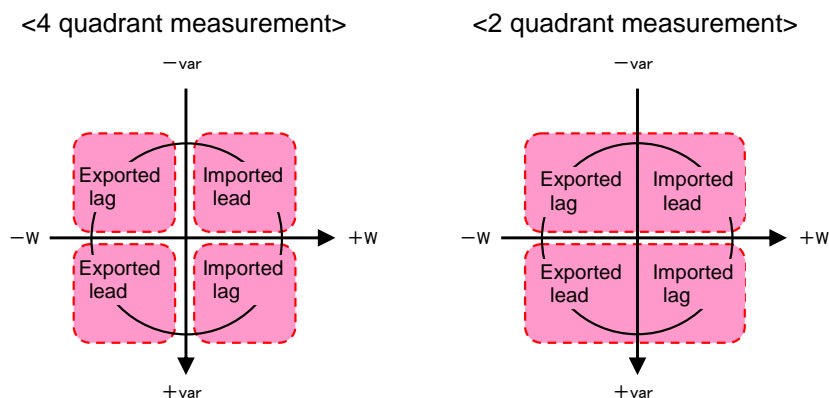 <4 quadrant measurement>
<2 quadrant measurement>
−var
−var
Exported
lag
Imported
lead
Exported
lag
Imported
lead
−W
+W
−W
+W
Exported
lead
Imported
lag
Exported
lead
Imported
lag
+var
+var